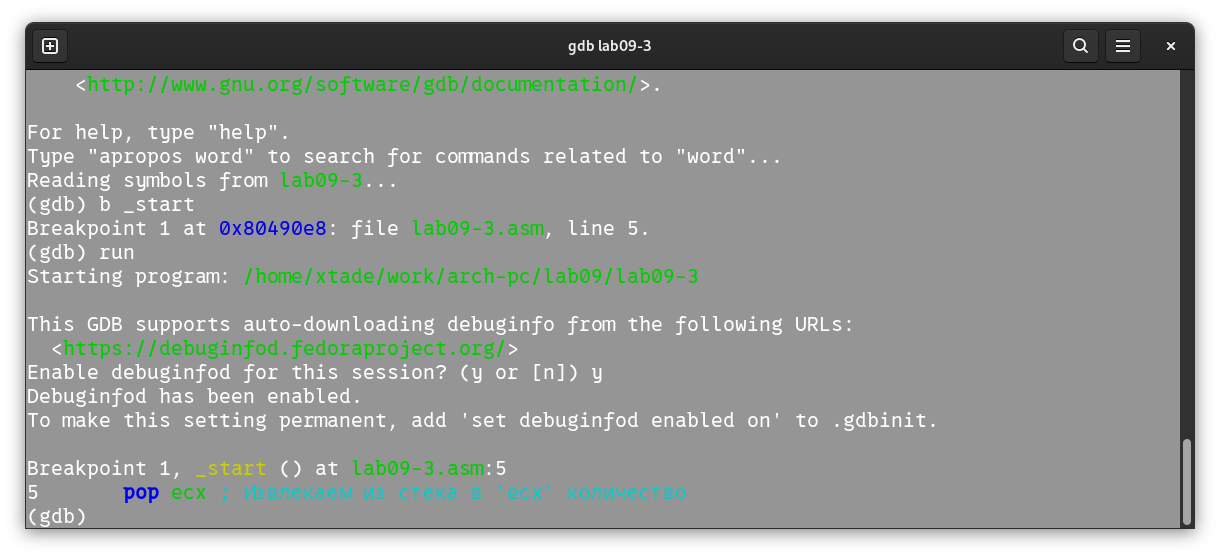 gdb lab09-3
<http://www.gnu.org/software/gdb/documentation/>.
For help, type "help".
Type "apropos word" to search for commands related to "word"...
Reading symbols from lab09-3...
(gdb) b _start
Breakpoint 1 at 0x80490e8: file lab09-3.asm, line 5.
(gdb) run
Starting program: /home/xtade/work/arch-pc/lab09/lab09-3
This GDB supports auto-downloading debuginfo from the following URLs:
<https://debuginfod.fedoraproject.org/>
Enable debuginfod for this session? (y or [n]) y
Debuginfod has been enabled.
To make this setting permanent, add 'set debuginfod enabled on' to .gdbinit.
Breakpoint 1, _start () at lab09-3.asm:5
5 pop ecx ; Извлекаем из стека в 'ecx' количество
(gdb)